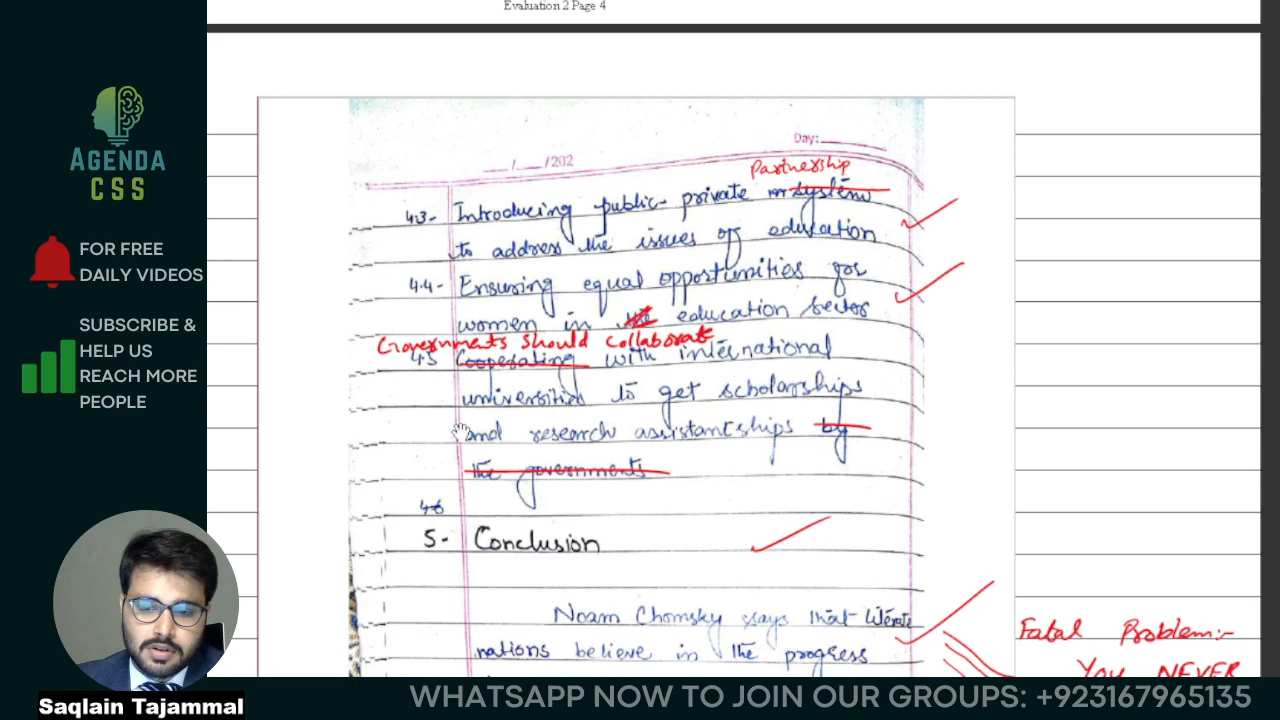 Evaluation 2 Page 4
AGENDA
CSS
FOR FREE
DAILY VIDEOS
SUBSCRIBE &
HELP US
REACH MORE
PEOPLE
Day:
__/__/202
Partnership
4.3- Introducing public-private system
to address the issues of education
4.4- Ensuring equal opportunities for
women in the education sector
Governments should collaborate
4.5 Cooperating with international
universities to get scholarships
and research assistantships by
the governments
4.6
5- Conclusion
Noam Chomsky says that literate
nations believe in the progress
Fatal Problem:-
YOU NEVER
Saqlain Tajammal
WHATSAPP NOW TO JOIN OUR GROUPS: +923167965135